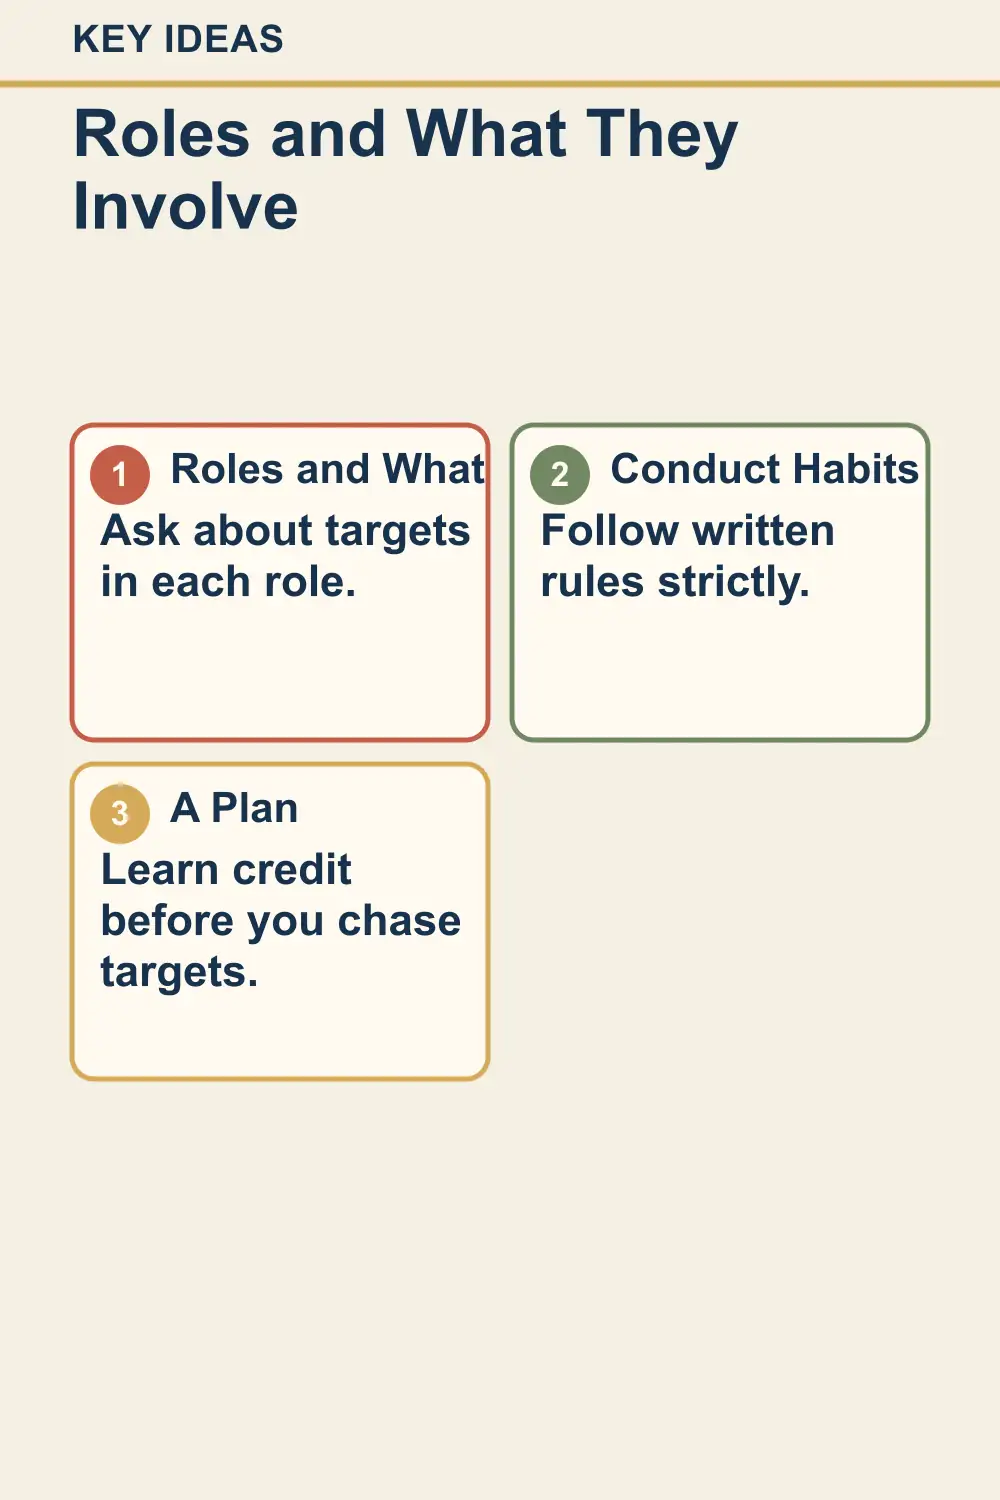 KEY IDEAS
Roles and What They
Involve
1
Roles and What
Ask about targets
in each role.
2
Conduct Habits
Follow written
rules strictly.
3
A Plan
Learn credit
before you chase
targets.